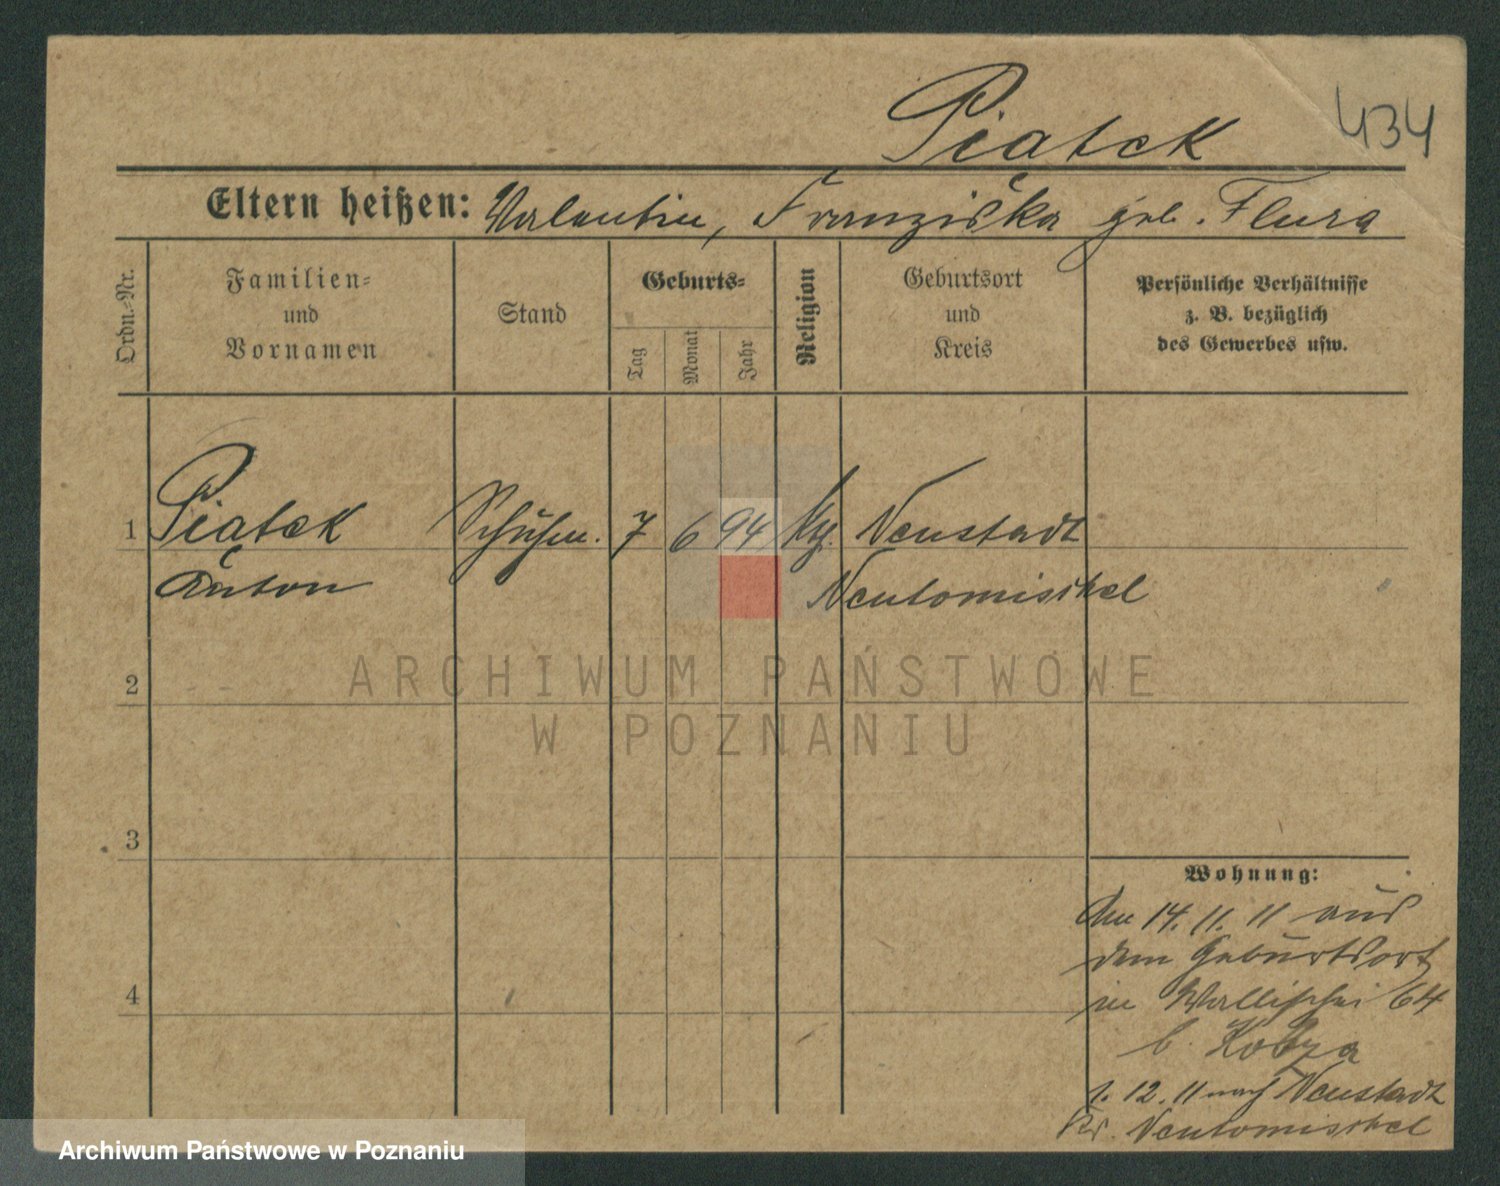 434
Piątek
Eltern heißen: Valentin, Franziska geb. Flura
Ordn.-Nr.
Familien-
und
Vornamen
Stand
Geburts-
Tag
Monat
Jahr
Religion
Geburtsort
und
Kreis
Persönliche Verhältnisse
z. B. bezüglich
des Gewerbes usw.
1 Piątek Schuhm. 7 6 94 Neustadt
Anton Neutomischel
2
3
4
Wohnung:
Am 14. 11. 11 aus
dem Geburtsort
in Wallischei 64
b. Kobza
1. 12. 11 nach Neustadt
Kr. Neutomischel
ARCHIWUM PAŃSTWOWE
W POZNANIU
Archiwum Państwowe w Poznaniu